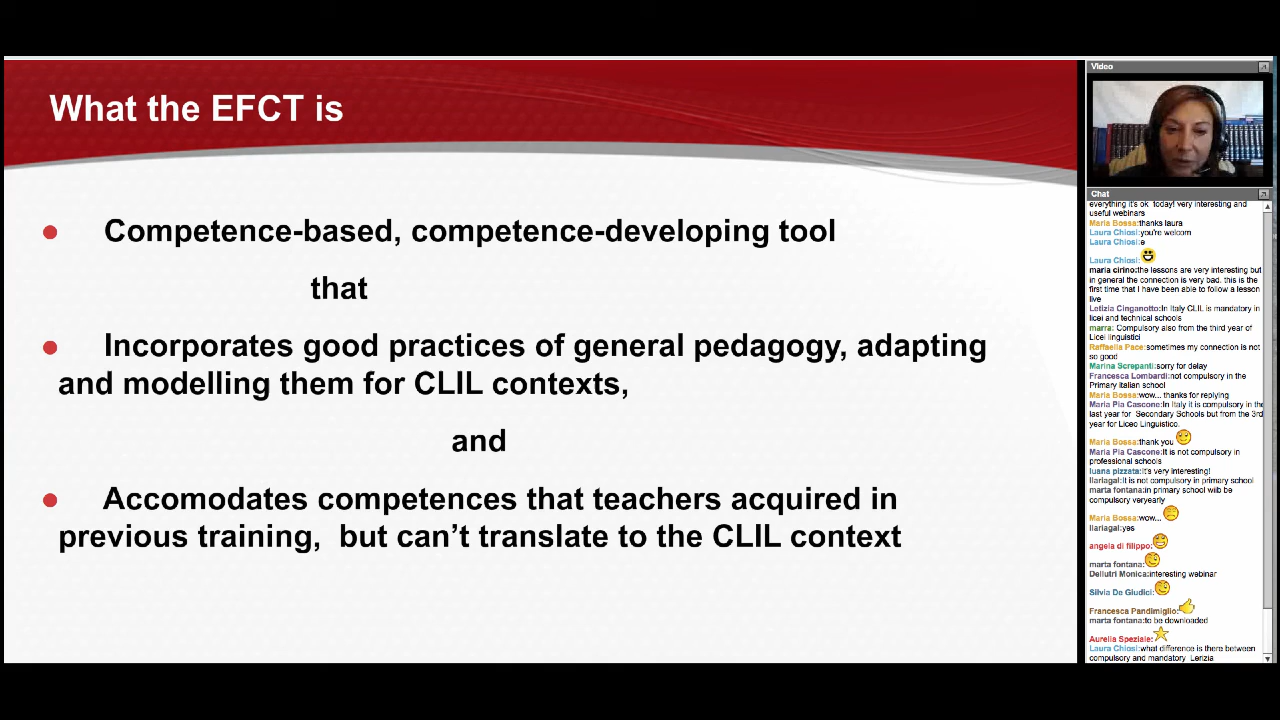 What the EFCT is
Competence-based, competence-developing tool
that
Incorporates good practices of general pedagogy, adapting
and modelling them for CLIL contexts,
and
Accomodates competences that teachers acquired in
previous training, but can’t translate to the CLIL context
Video
Chat
everything it's ok today! very interesting and
useful webinars
Maria Bossa:thanks laura
Laura Chiosi:you're welcom
Laura Chiosi:e
Laura Chiosi:
maria cirino:the lessons are very interesting but
in general the connection is very bad. this is the
first time that I have been able to follow a lesson
live
Letizia Cinganotto:In Italy CLIL is mandatory in
licei and technical schools
marra: Compulsory also from the third year of
Licei linguistici
Raffaella Pace:sometimes my connection is not
so good
Marina Screpanti:sorry for delay
Francesca Lombardi:not compulsory in the
Primary italian school
Maria Bossa:wow... thanks for replying
Maria Pia Cascone:In Italy it is compulsory in the
last year for Secondary Schools but from the 3rd
year for Liceo Linguistico.
Maria Bossa:thank you
Maria Pia Cascone:It is not compulsory in
professional schools
luana pizzata:it's very interesting!
Ilariagal:It is not compulsory in primary school
marta fontana:in primary school wiib be
compulsory veryearly
Maria Bossa:wow...
Ilariagal:yes
angela di filippo:
marta fontana:
Dellutri Monica:interesting webinar
Silvia De Giudici:
Francesca Pandimiglio:
marta fontana:to be downloaded
Aurelia Speziale:
Laura Chiosi:what difference is there between
compulsory and mandatory Lerizia